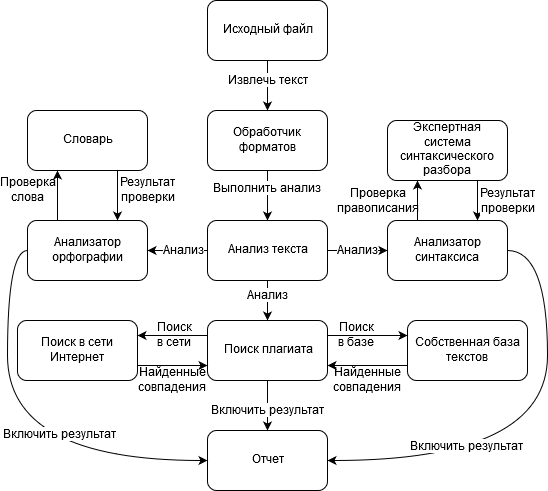 Исходный файл
Извлечь текст
Словарь
Обработчик
форматов
Экспертная
система
синтаксического
разбора
Проверка
слова
Результат
проверки
Выполнить анализ
Проверка
правописания
Результат
проверки
Анализатор
орфографии
Анализ
Анализ текста
Анализ
Анализатор
синтаксиса
Анализ
Поиск в сети
Интернет
Поиск
в сети
Найденные
совпадения
Поиск плагиата
Поиск
в базе
Найденные
совпадения
Собственная база
текстов
Включить результат
Включить результат
Включить результат
Отчет